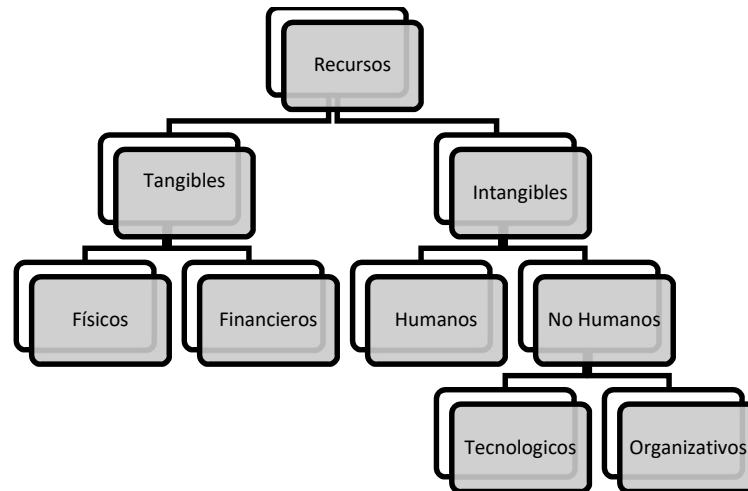 Recursos
Tangibles
Intangibles
Físicos
Financieros
Humanos
No Humanos
Tecnologicos
Organizativos